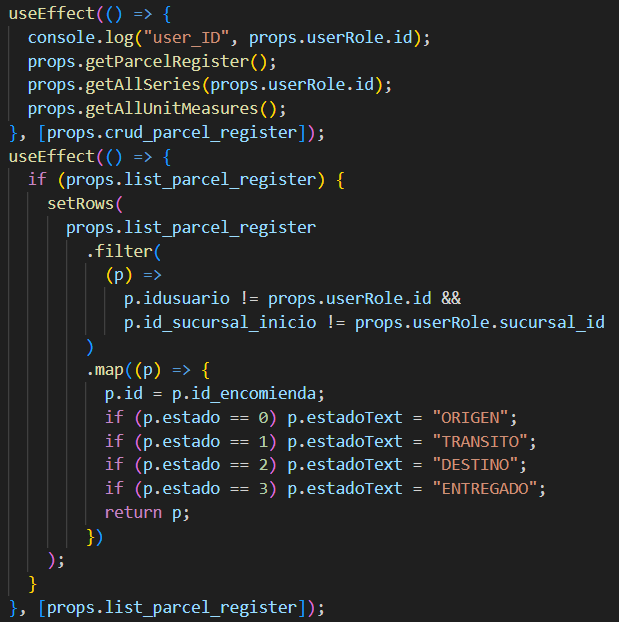 useEffect(() => {
  console.log("user_ID", props.userRole.id);
  props.getParcelRegister();
  props.getAllSeries(props.userRole.id);
  props.getAllUnitMeasures();
}, [props.crud_parcel_register]);
useEffect(() => {
  if (props.list_parcel_register) {
    setRows(
      props.list_parcel_register
        .filter(
          (p) =>
            p.idusuario != props.userRole.id &&
            p.id_sucursal_inicio != props.userRole.sucursal_id
        )
        .map((p) => {
          p.id = p.id_encomienda;
          if (p.estado == 0) p.estadoText = "ORIGEN";
          if (p.estado == 1) p.estadoText = "TRANSITO";
          if (p.estado == 2) p.estadoText = "DESTINO";
          if (p.estado == 3) p.estadoText = "ENTREGADO";
          return p;
        })
    );
  }
}, [props.list_parcel_register]);